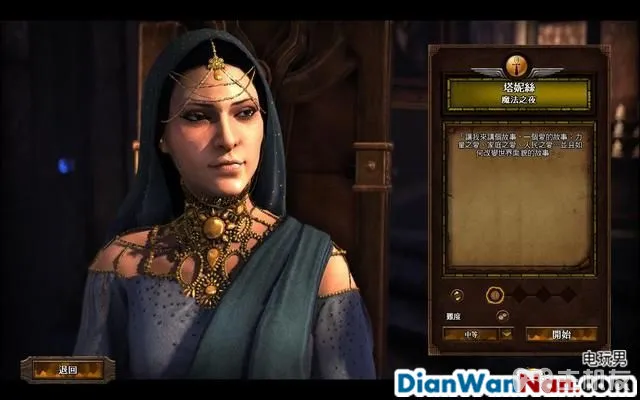 塔妮絲
魔法之夜
「讓我來講個故事,一個愛的故事;力
量之愛、家庭之愛、人民之愛,並且如
何改變世界面貌的故事」
難度
中等
開始
退回
电玩男
DianWanNan.com